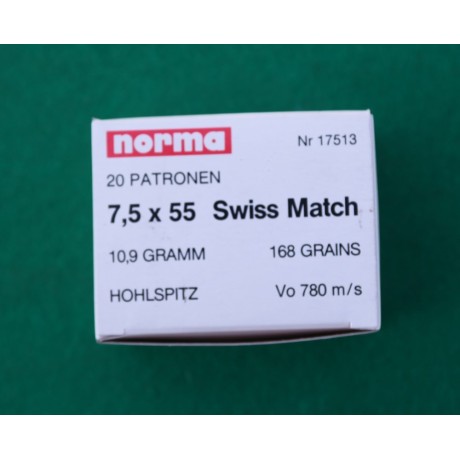 norma Nr 17513
20 PATRONEN
7,5 x 55 Swiss Match
10,9 GRAMM 168 GRAINS
HOHLSPITZ Vo 780 m/s